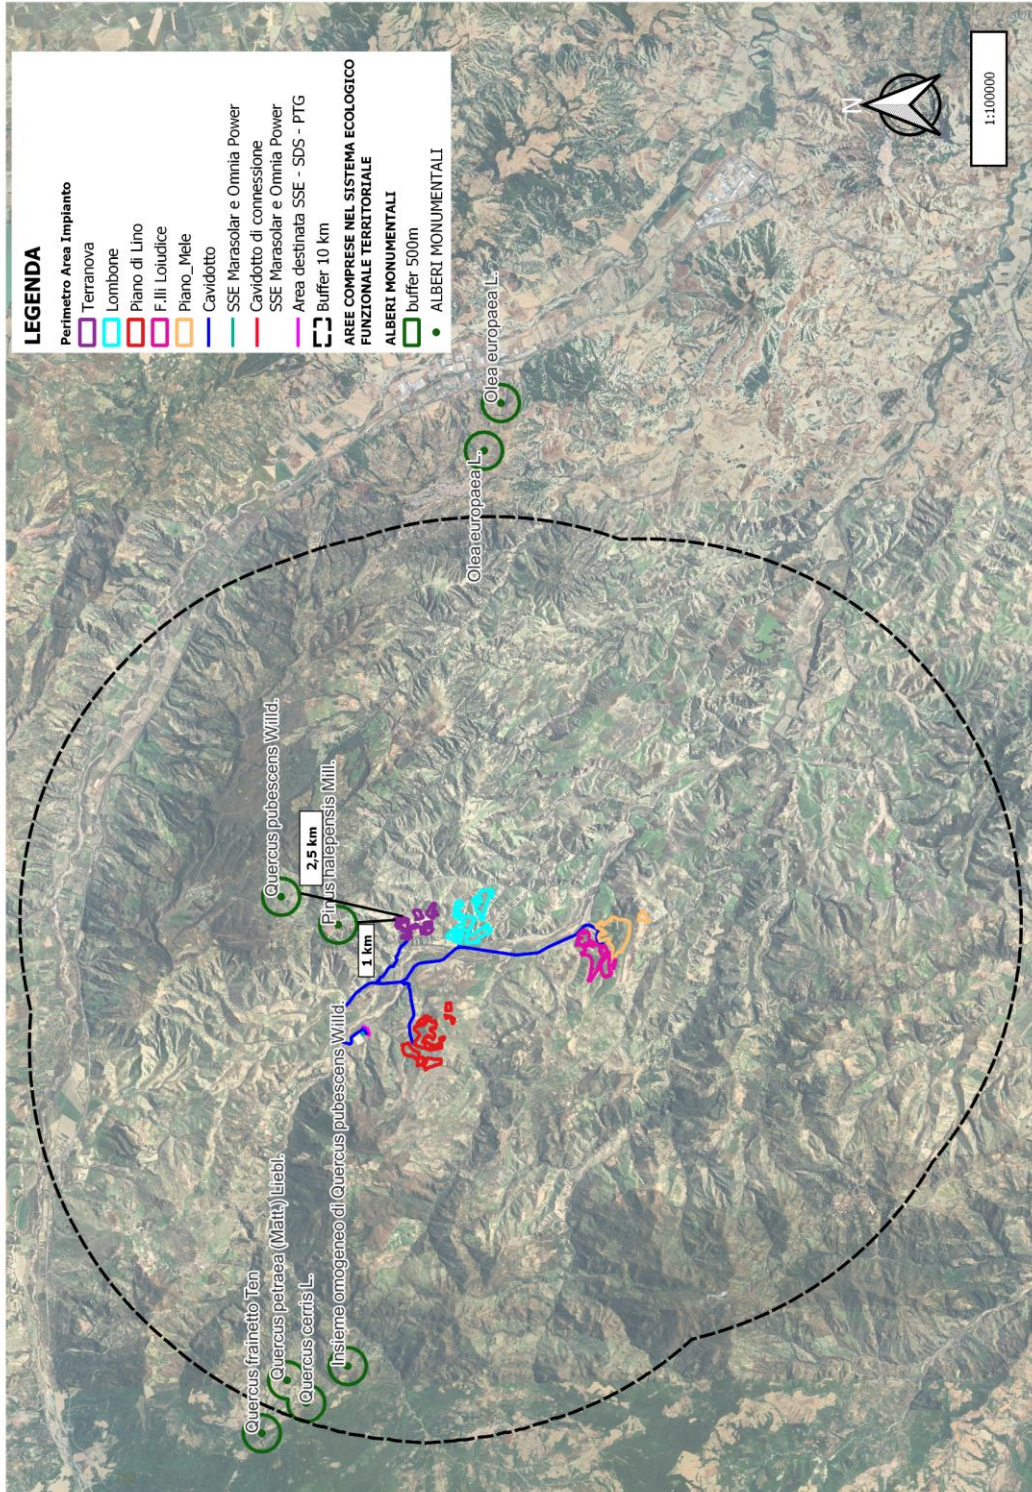 LEGENDA
Perimetro Area Impianto
Terranova
Lombone
Piano di Lino
F.lli Loiudice
Piano_Mele
Cavidotto
SSE Marasolar e Omnia Power
Cavidotto di connessione
SSE Marasolar e Omnia Power
Area destinata SSE - SDS - PTG
Buffer 10 km
AREE COMPRESE NEL SISTEMA ECOLOGICO
FUNZIONALE TERRITORIALE
ALBERI MONUMENTALI
buffer 500m
ALBERI MONUMENTALI
N
1:100000
Quercus frainetto Ten
Quercus petraea (Matt.) Liebl.
Quercus cerris L.
Insieme omogeneo di Quercus pubescens Willd.
Quercus pubescens Willd.
2,5 km
Pinus halepensis Mill.
1 km
Olea europaea L.
Olea europaea L.